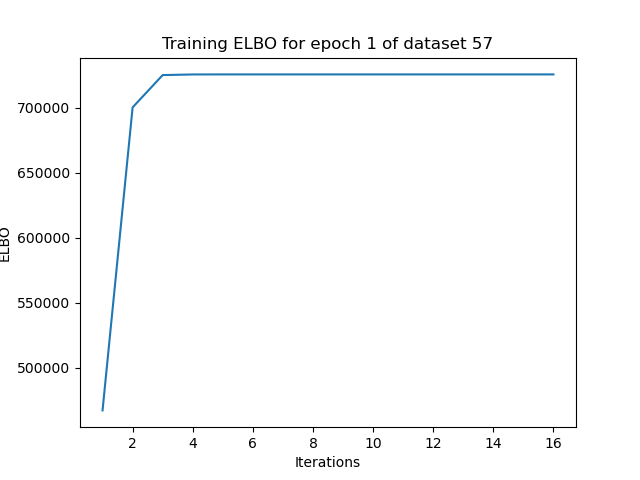 Training ELBO for epoch 1 of dataset 57
ELBO
700000
650000
600000
550000
500000
2 4 6 8 10 12 14 16
Iterations